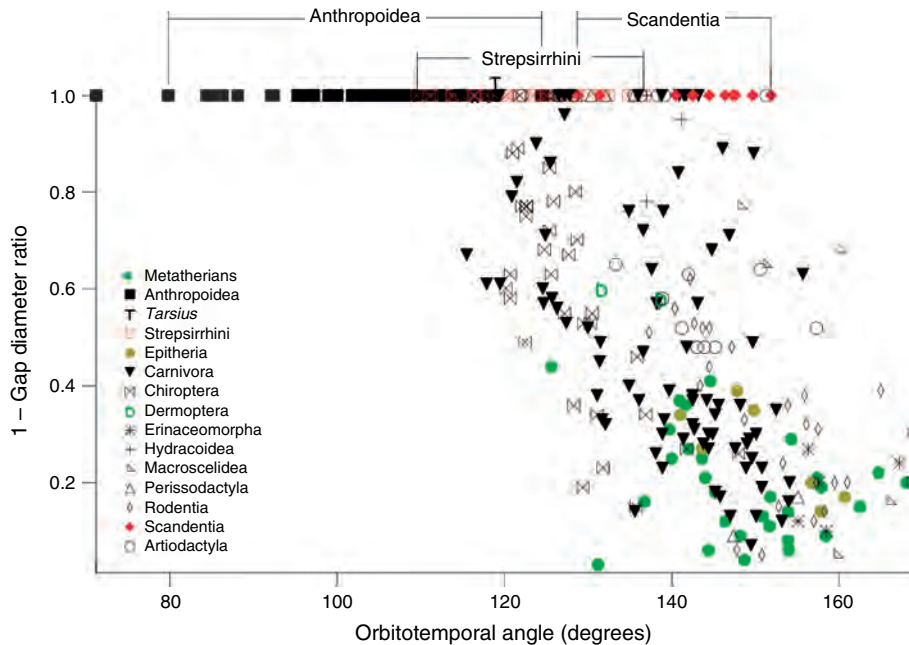 Anthropoidea
Scandentia
Strepsirrhini
1.0
0.8
0.6
0.4
0.2
1 – Gap diameter ratio
Metatherians
Anthropoidea
Tarsius
Strepsirrhini
Epitheria
Carnivora
Chiroptera
Dermoptera
Erinaceomorpha
Hydracoidea
Macroscelidea
Perissodactyla
Rodentia
Scandentia
Artiodactyla
80
100
120
140
160
Orbitotemporal angle (degrees)